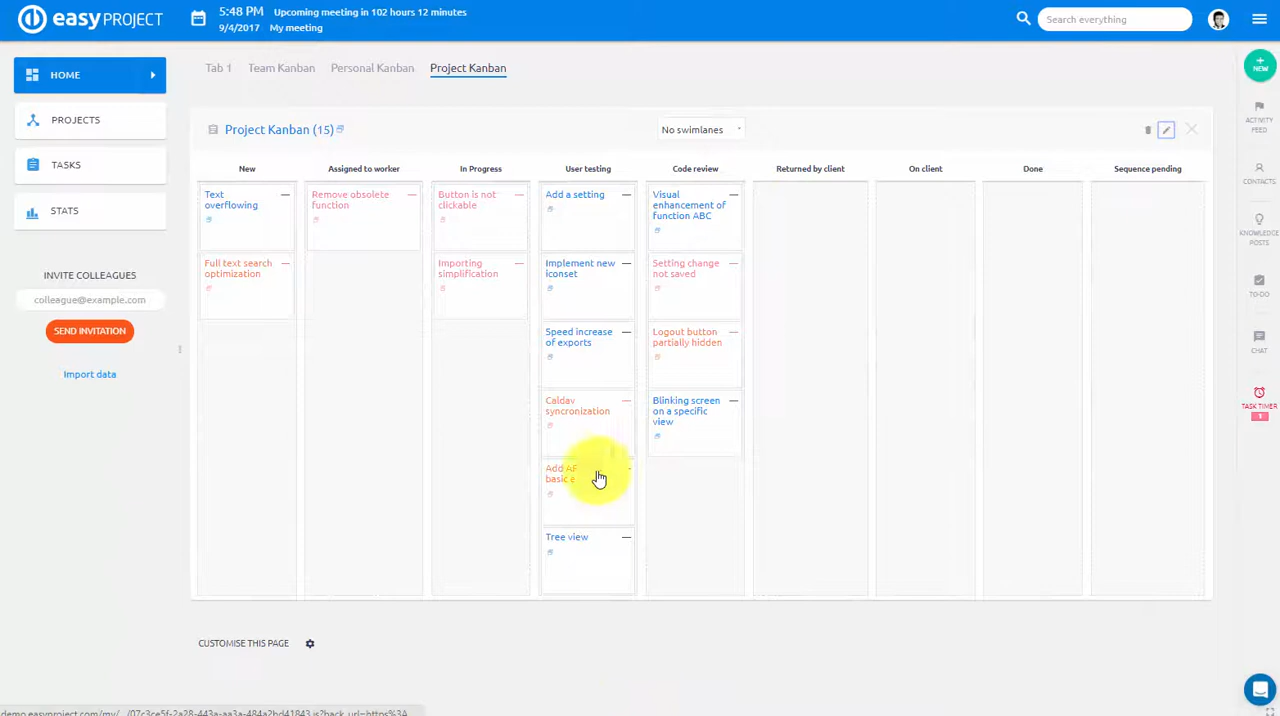 easy PROJECT
5:48 PM
Upcoming meeting in 102 hours 12 minutes
9/4/2017
My meeting
Search everything
HOME
PROJECTS
TASKS
STATS
INVITE COLLEAGUES
colleague@example.com
SEND INVITATION
Import data
Tab 1
Team Kanban
Personal Kanban
Project Kanban
Project Kanban (15)
No swimlanes
New
Assigned to worker
In Progress
User testing
Code review
Returned by client
On client
Done
Sequence pending
Text
overflowing
Full text search
optimization
Remove obsolete
function
Button is not
clickable
Importing
simplification
Add a setting
Implement new
iconset
Speed increase
of exports
Caldav
syncronization
Add
basic
Tree view
Visual
enhancement of
function ABC
Setting change
not saved
Logout button
partially hidden
Blinking screen
on a specific
view
CUSTOMISE THIS PAGE
+
NEW
ACTIVITY
FEED
CONTACTS
KNOWLEDGE
POSTS
TO-DO
CHAT
TASK TIMER
1